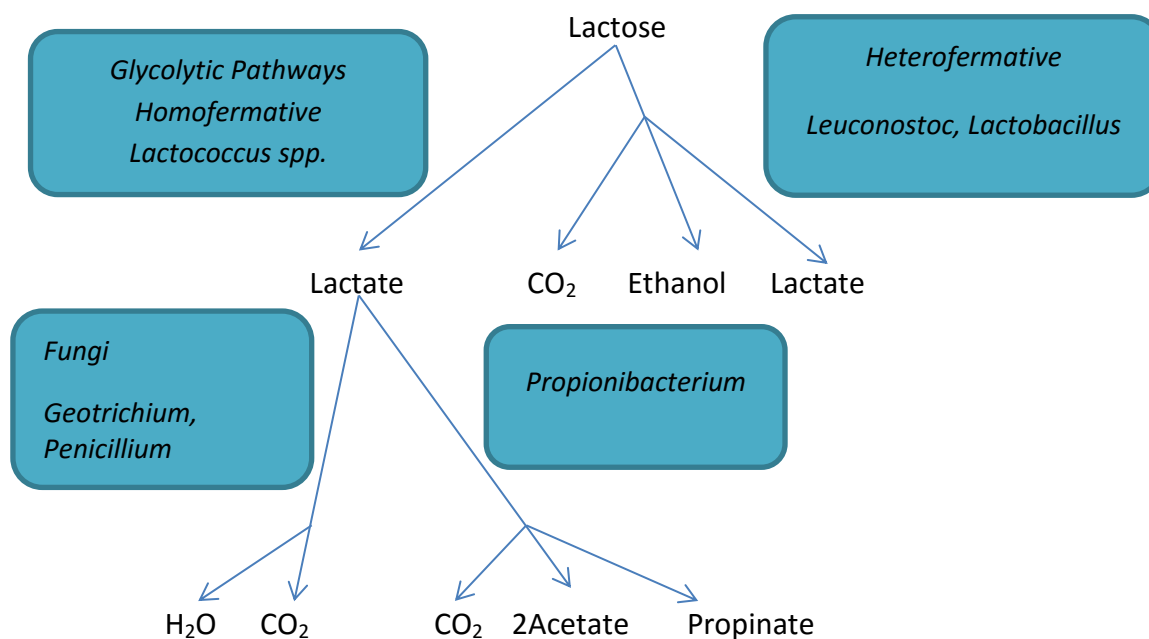 Lactose
Glycolytic Pathways
Homofermative
Lactococcus spp.
Heterofermative
Leuconostoc, Lactobacillus
Lactate
CO₂
Ethanol
Lactate
Fungi
Geotrichium,
Penicillium
Propionibacterium
H₂O
CO₂
CO₂
2Acetate
Propinate